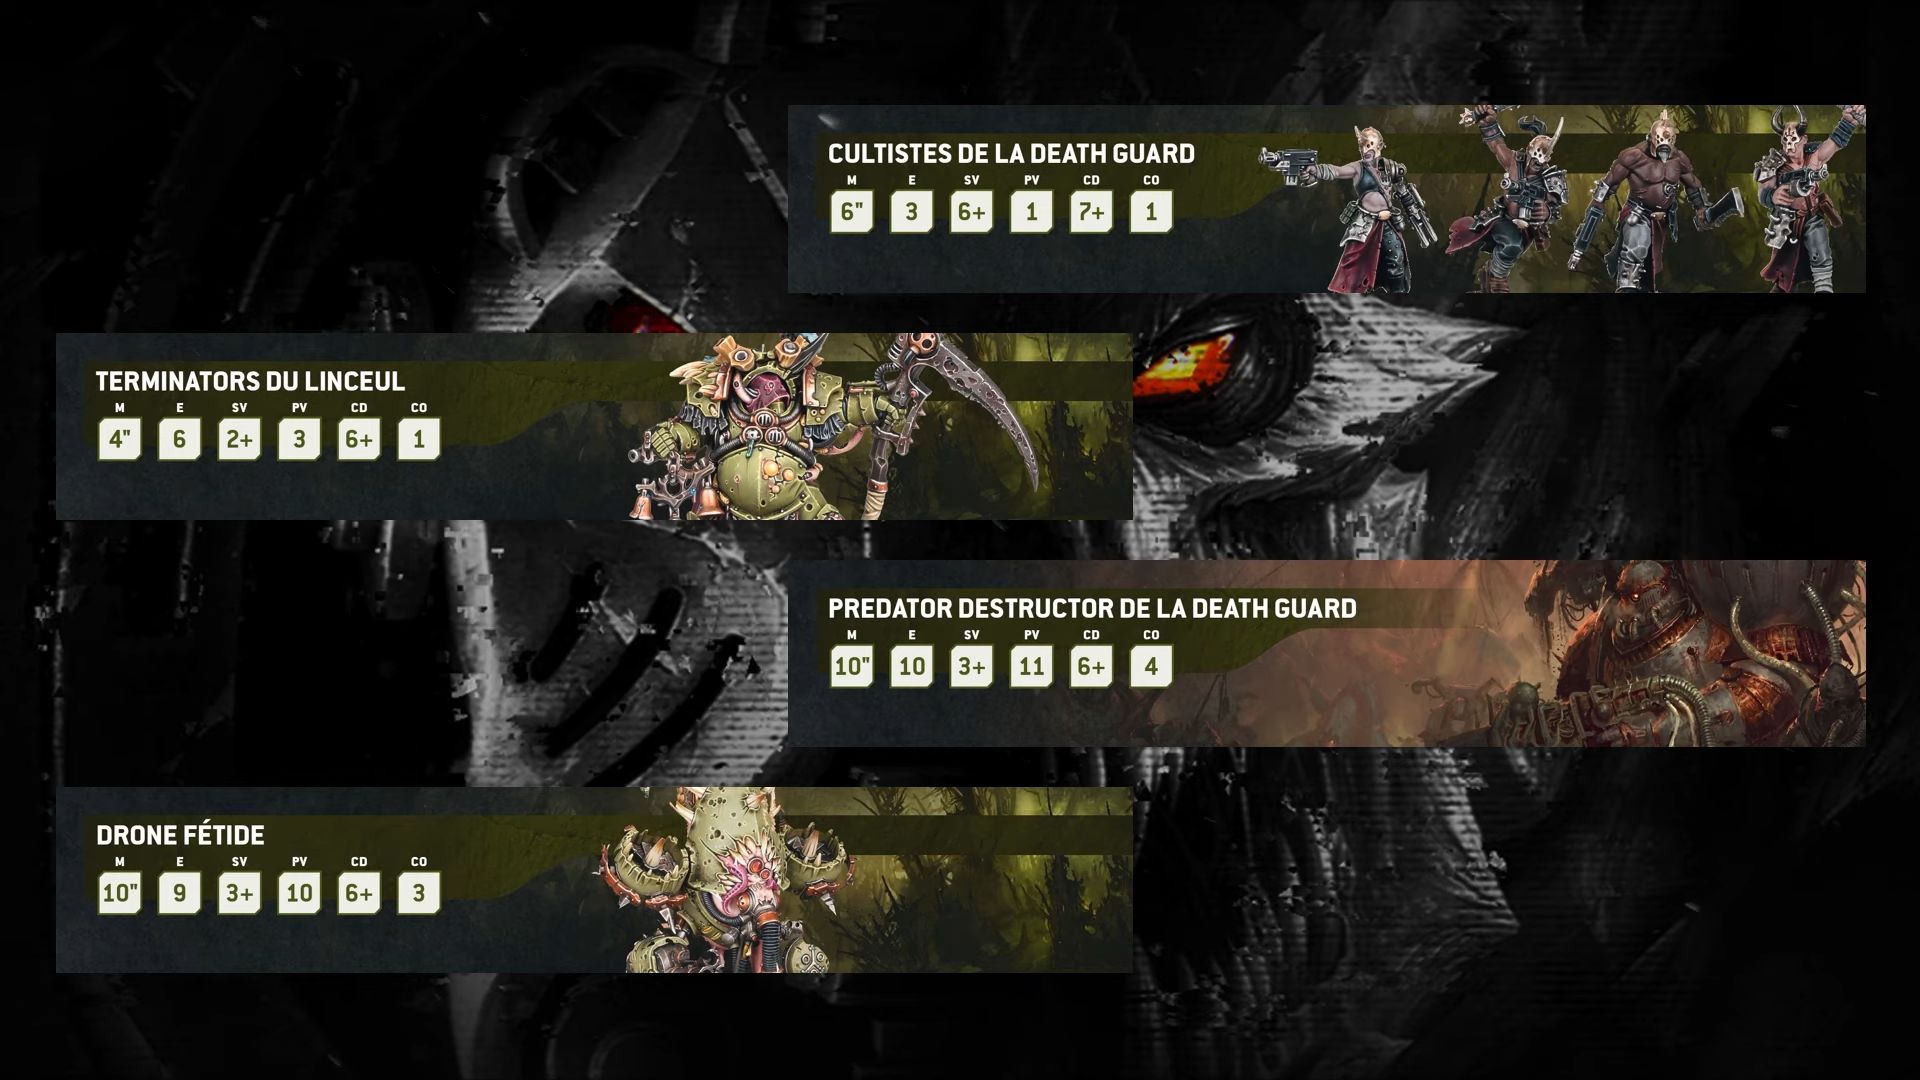 CULTISTES DE LA DEATH GUARD
M E SV PV CD CO
6" 3 6+ 1 7+ 1
TERMINATORS DU LINCEUL
M E SV PV CD CO
4" 6 2+ 3 6+ 1
PREDATOR DESTRUCTOR DE LA DEATH GUARD
M E SV PV CD CO
10" 10 3+ 11 6+ 4
DRONE FÉTIDE
M E SV PV CD CO
10" 9 3+ 10 6+ 3